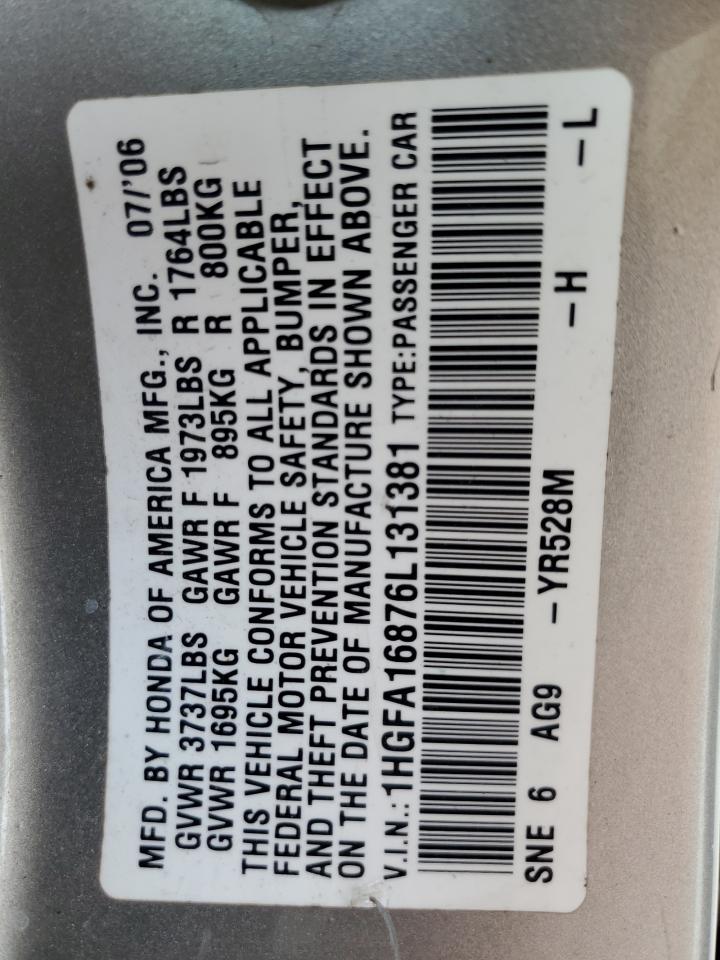 MFD. BY HONDA OF AMERICA MFG., INC. 07/'06
GVWR 3737LBS GAWR F 1973LBS R 1764LBS
GVWR 1695KG GAWR F 895KG R 800KG
THIS VEHICLE CONFORMS TO ALL APPLICABLE
FEDERAL MOTOR VEHICLE SAFETY, BUMPER,
AND THEFT PREVENTION STANDARDS IN EFFECT
ON THE DATE OF MANUFACTURE SHOWN ABOVE.
V.I.N.:1HGFA16876L131381 TYPE:PASSENGER CAR
SNE 6 AG9 -YR528M -H -L